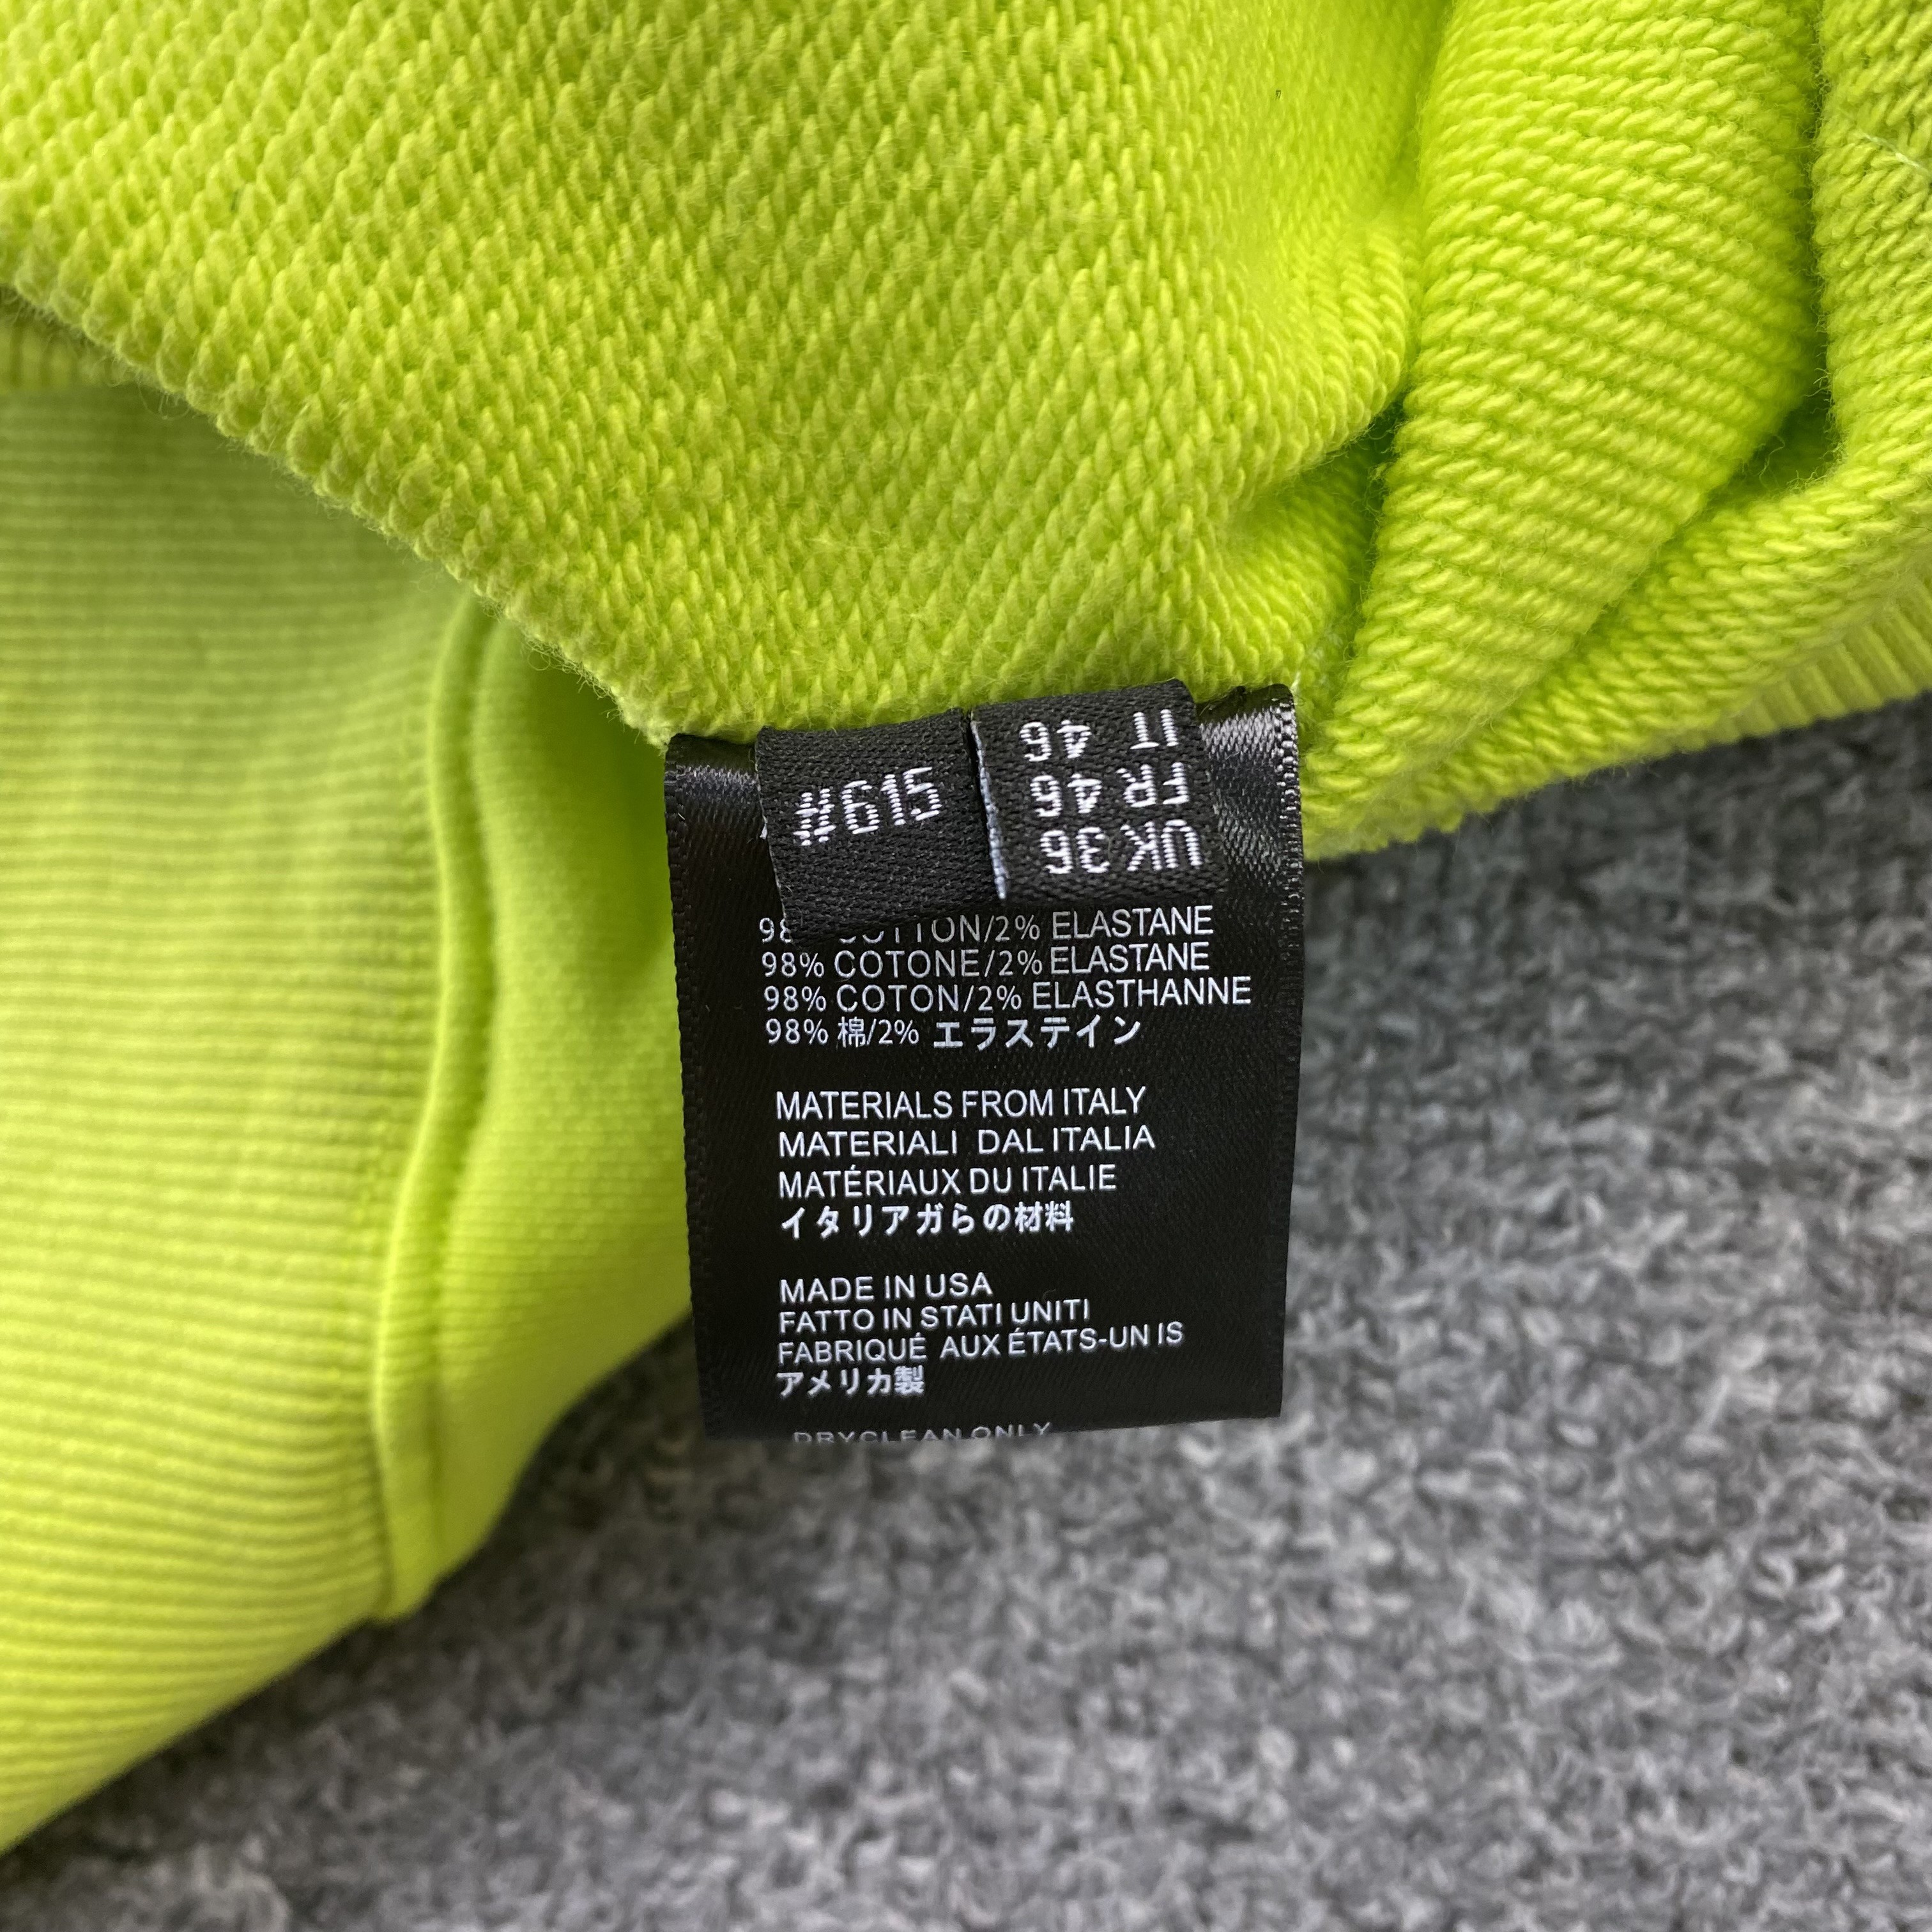 #615
IT 46
FR 46
UK 36
98% COTTON/2% ELASTANE
98% COTONE/2% ELASTANE
98% COTON/2% ELASTHANNE
98% 棉/2% エラステイン
MATERIALS FROM ITALY
MATERIALI DAL ITALIA
MATÉRIAUX DU ITALIE
イタリアガらの材料
MADE IN USA
FATTO IN STATI UNITI
FABRIQUÉ AUX ÉTATS-UN IS
アメリカ製
DRYCLEAN ONLY